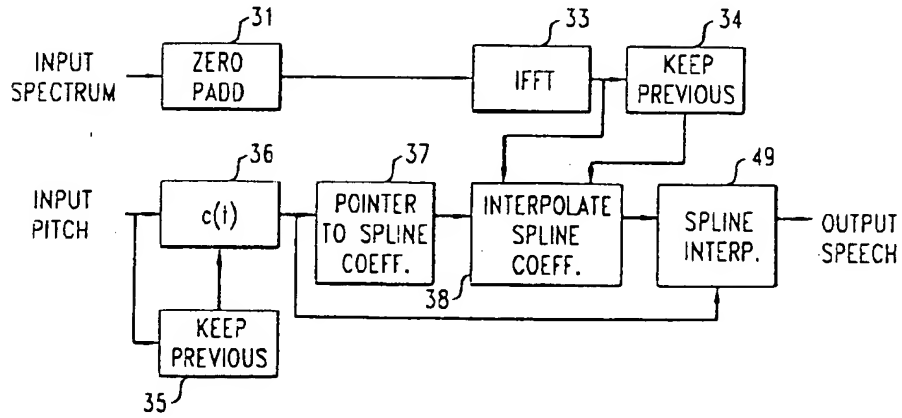 31
33
34
INPUT
SPECTRUM
ZERO
PADD
IFFT
KEEP
PREVIOUS
36
37
49
INPUT
PITCH
c(i)
POINTER
TO SPLINE
COEFF.
INTERPOLATE
SPLINE
COEFF.
SPLINE
INTERP.
OUTPUT
SPEECH
38
KEEP
PREVIOUS
35